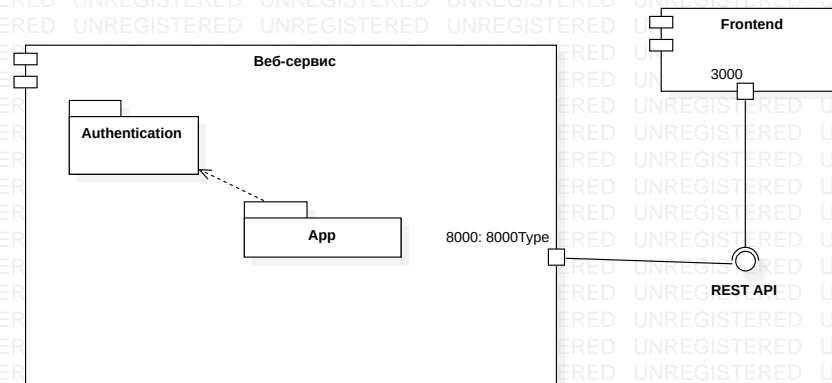 Frontend
Веб-сервис
3000
Authentication
App
8000: 8000Type
REST API
UNREGISTERED